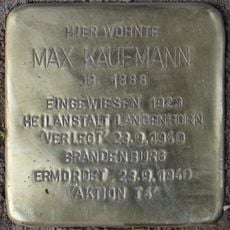 HIER WOHNTE
MAX KAUFMANN
JG. 1888
EINGEWIESEN 1929
HEILANSTALT LANGENHORN
"VERLEGT" 23.9.1940
BRANDENBURG
ERMORDET 23.9.1940
"AKTION T4"